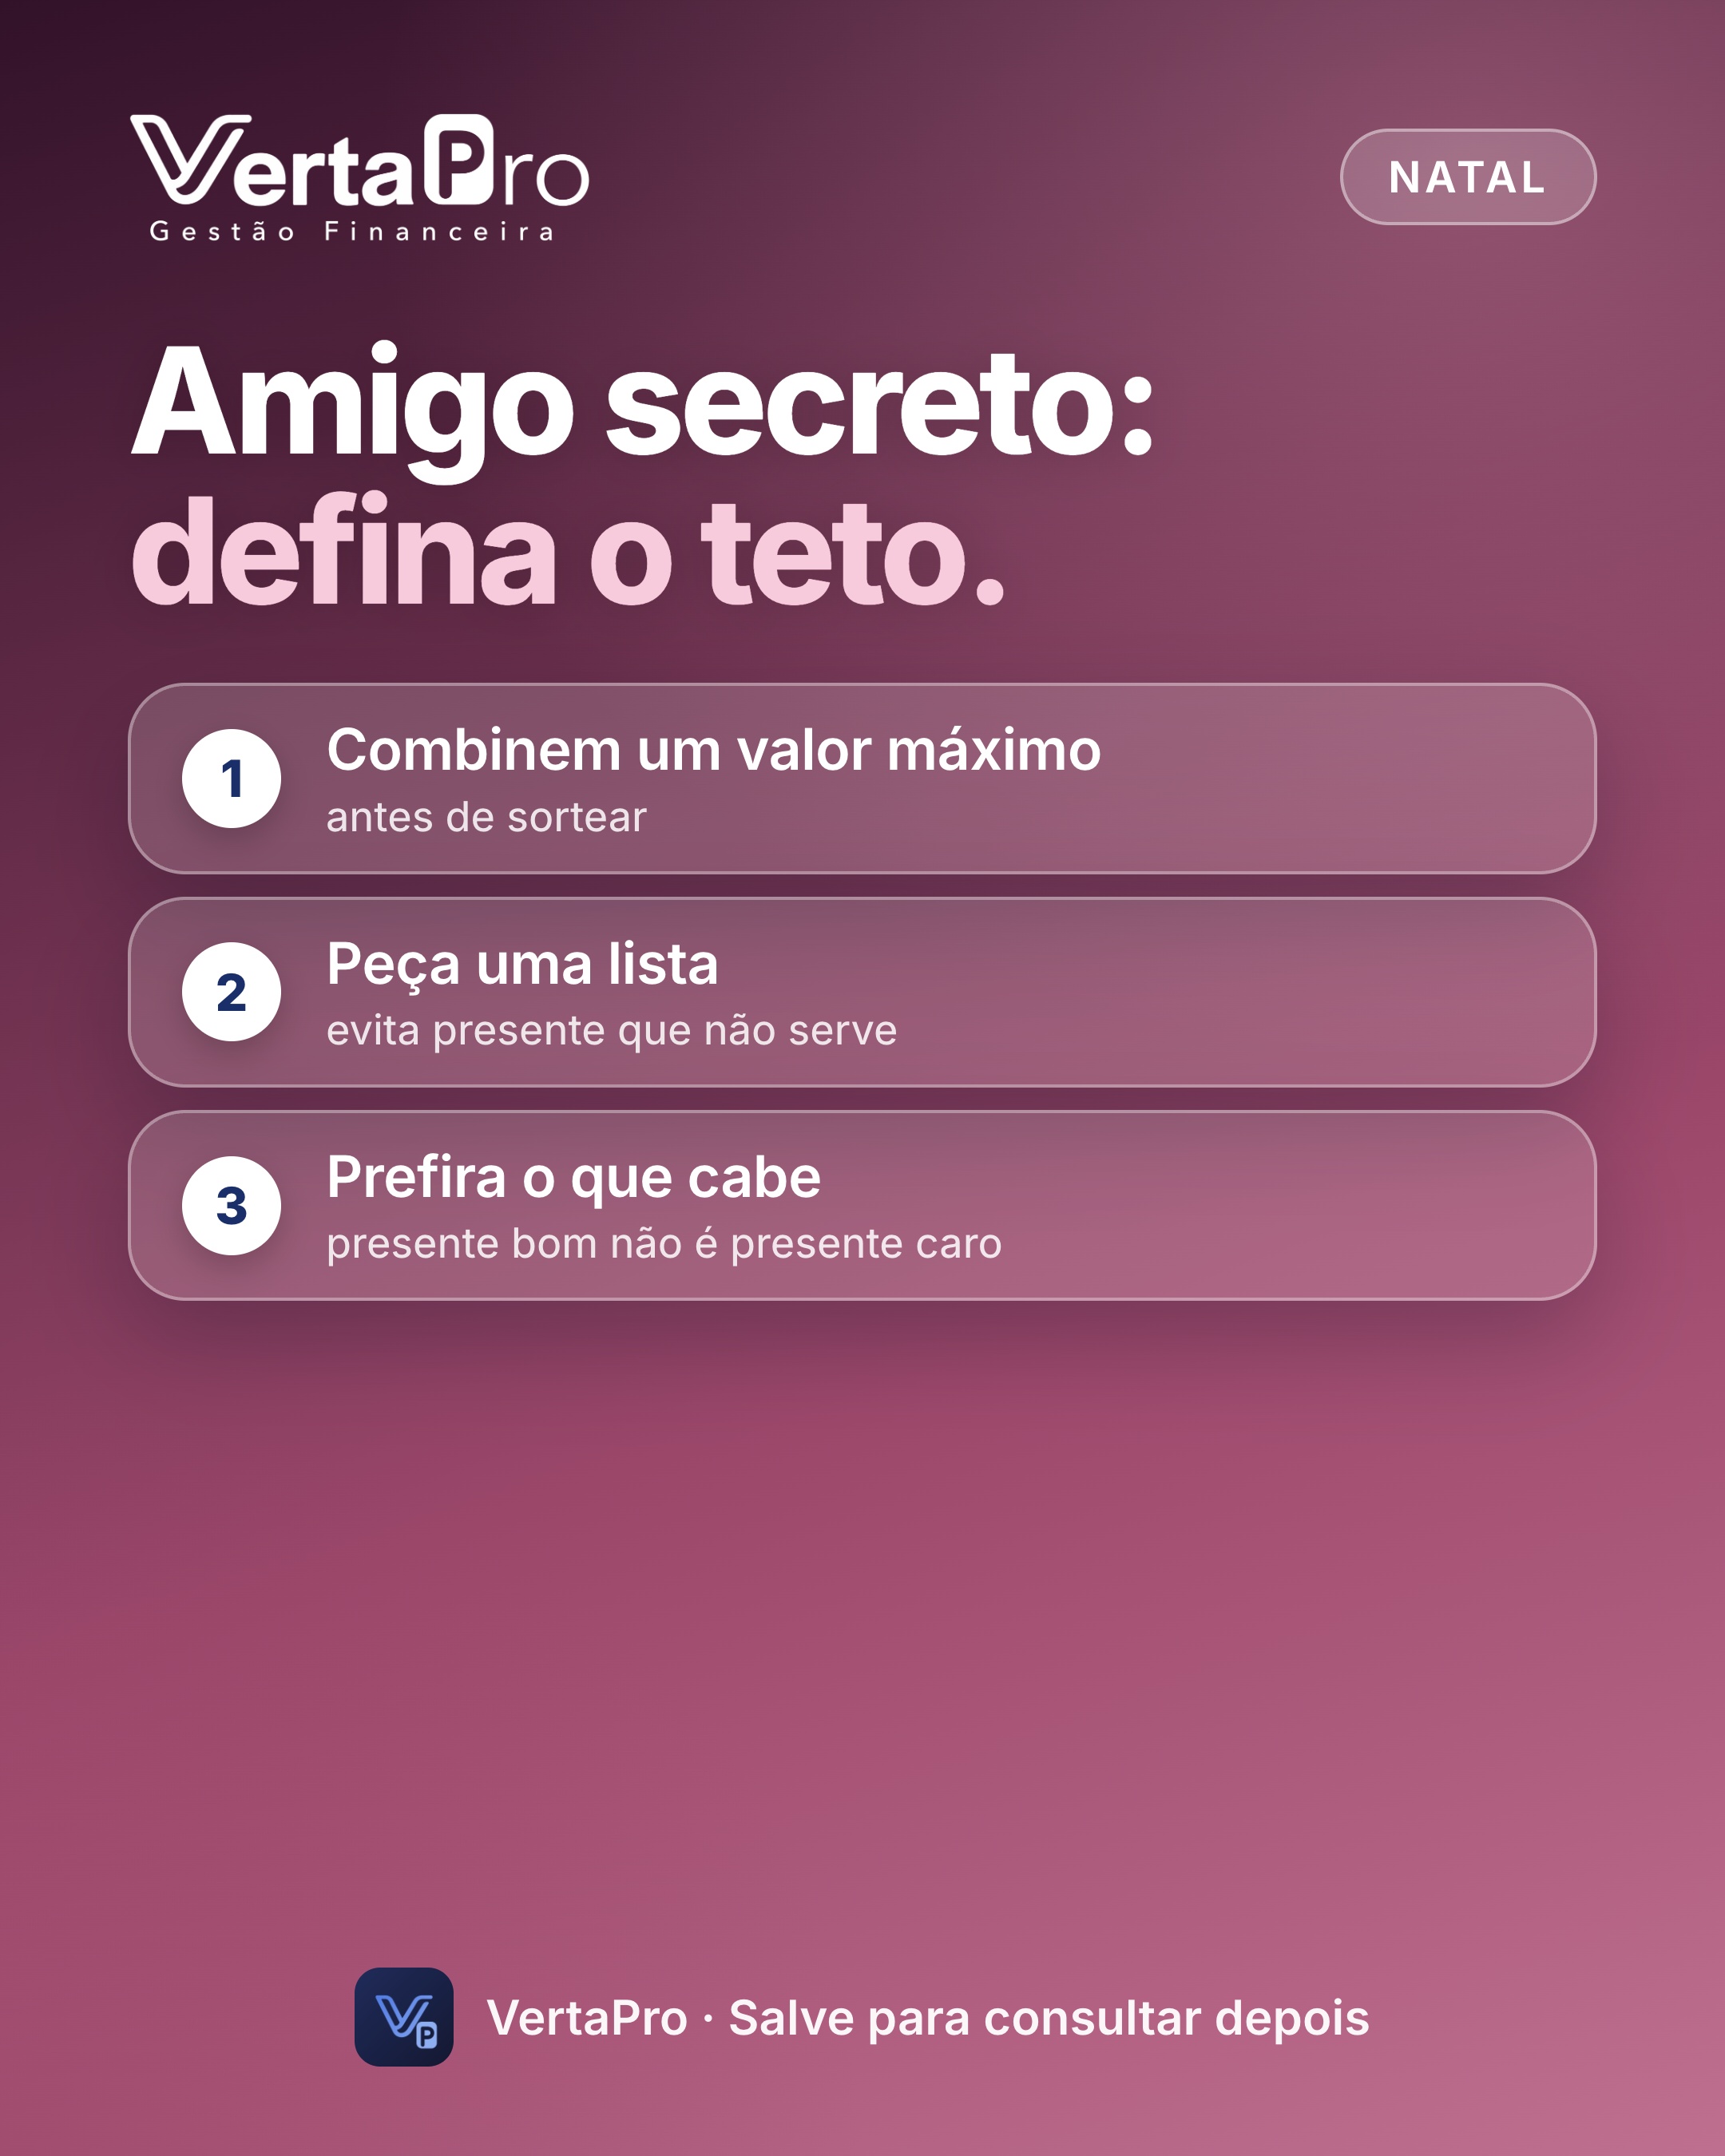 VertaPro
Gestão Financeira
NATAL
Amigo secreto:
defina o teto.
1
Combinem um valor máximo
antes de sortear
2
Peça uma lista
evita presente que não serve
3
Prefira o que cabe
presente bom não é presente caro
VP
VertaPro · Salve para consultar depois